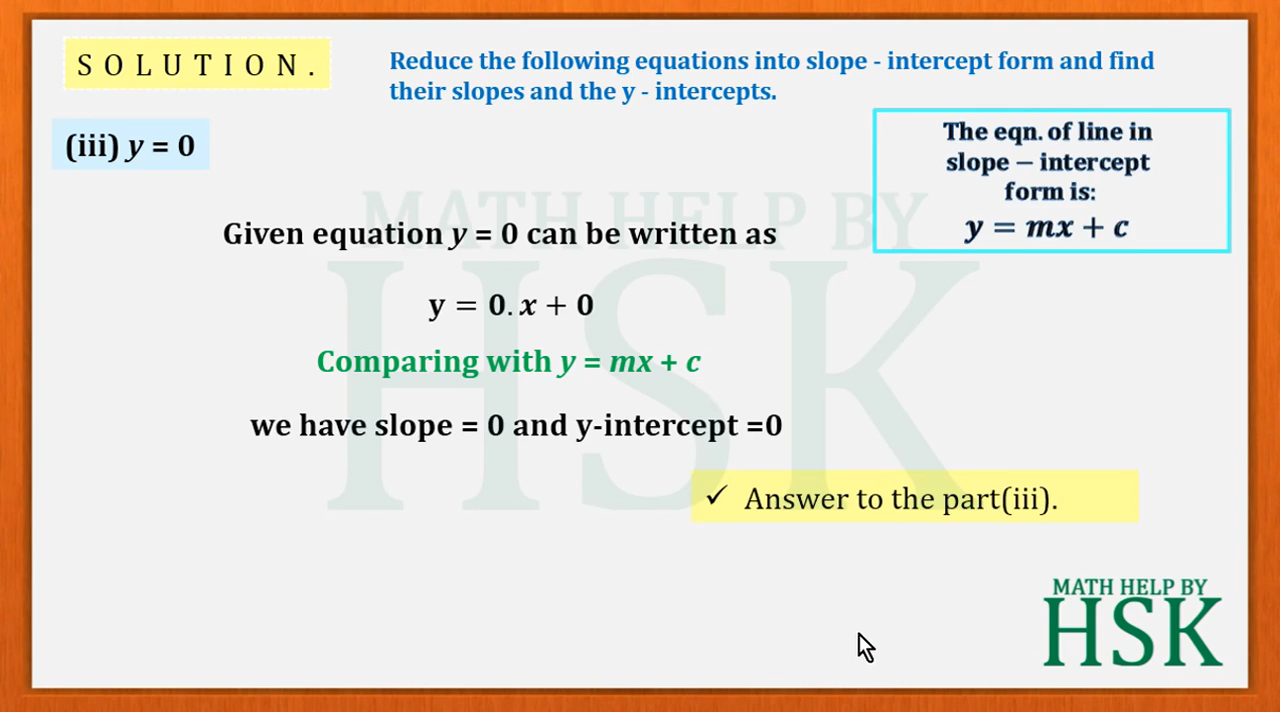 SOLUTION.
Reduce the following equations into slope - intercept form and find
their slopes and the y - intercepts.
(iii) y = 0
The eqn. of line in
slope – intercept
form is:
y = mx + c
MATH HELP BY
HSK
Given equation y = 0 can be written as
y = 0. x + 0
Comparing with y = mx + c
we have slope = 0 and y-intercept =0
✓ Answer to the part(iii).
MATH HELP BY
HSK